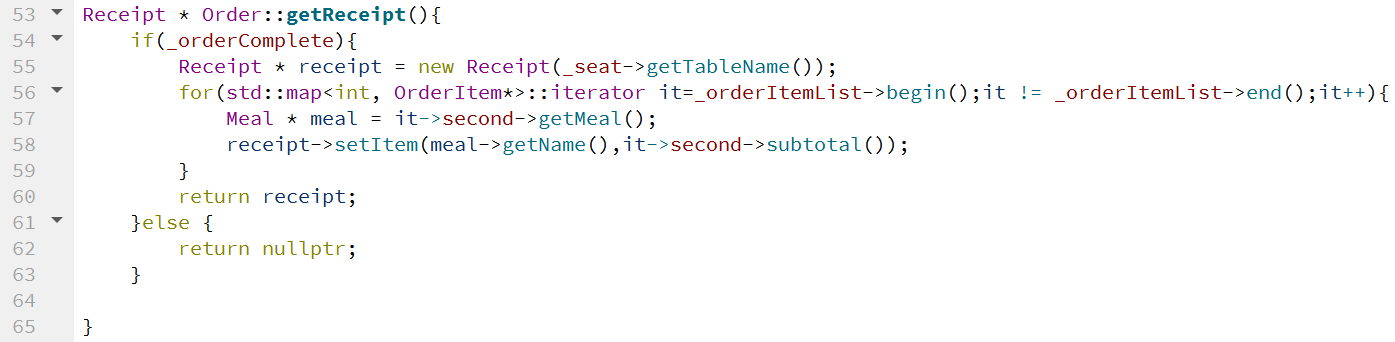 53 Receipt * Order::getReceipt(){
54     if(_orderComplete){
55         Receipt * receipt = new Receipt(_seat->getTableName());
56         for(std::map<int, OrderItem*>::iterator it=_orderItemList->begin();it != _orderItemList->end();it++){
57             Meal * meal = it->second->getMeal();
58             receipt->setItem(meal->getName(),it->second->subtotal());
59         }
60         return receipt;
61     }else {
62         return nullptr;
63     }
64
65 }